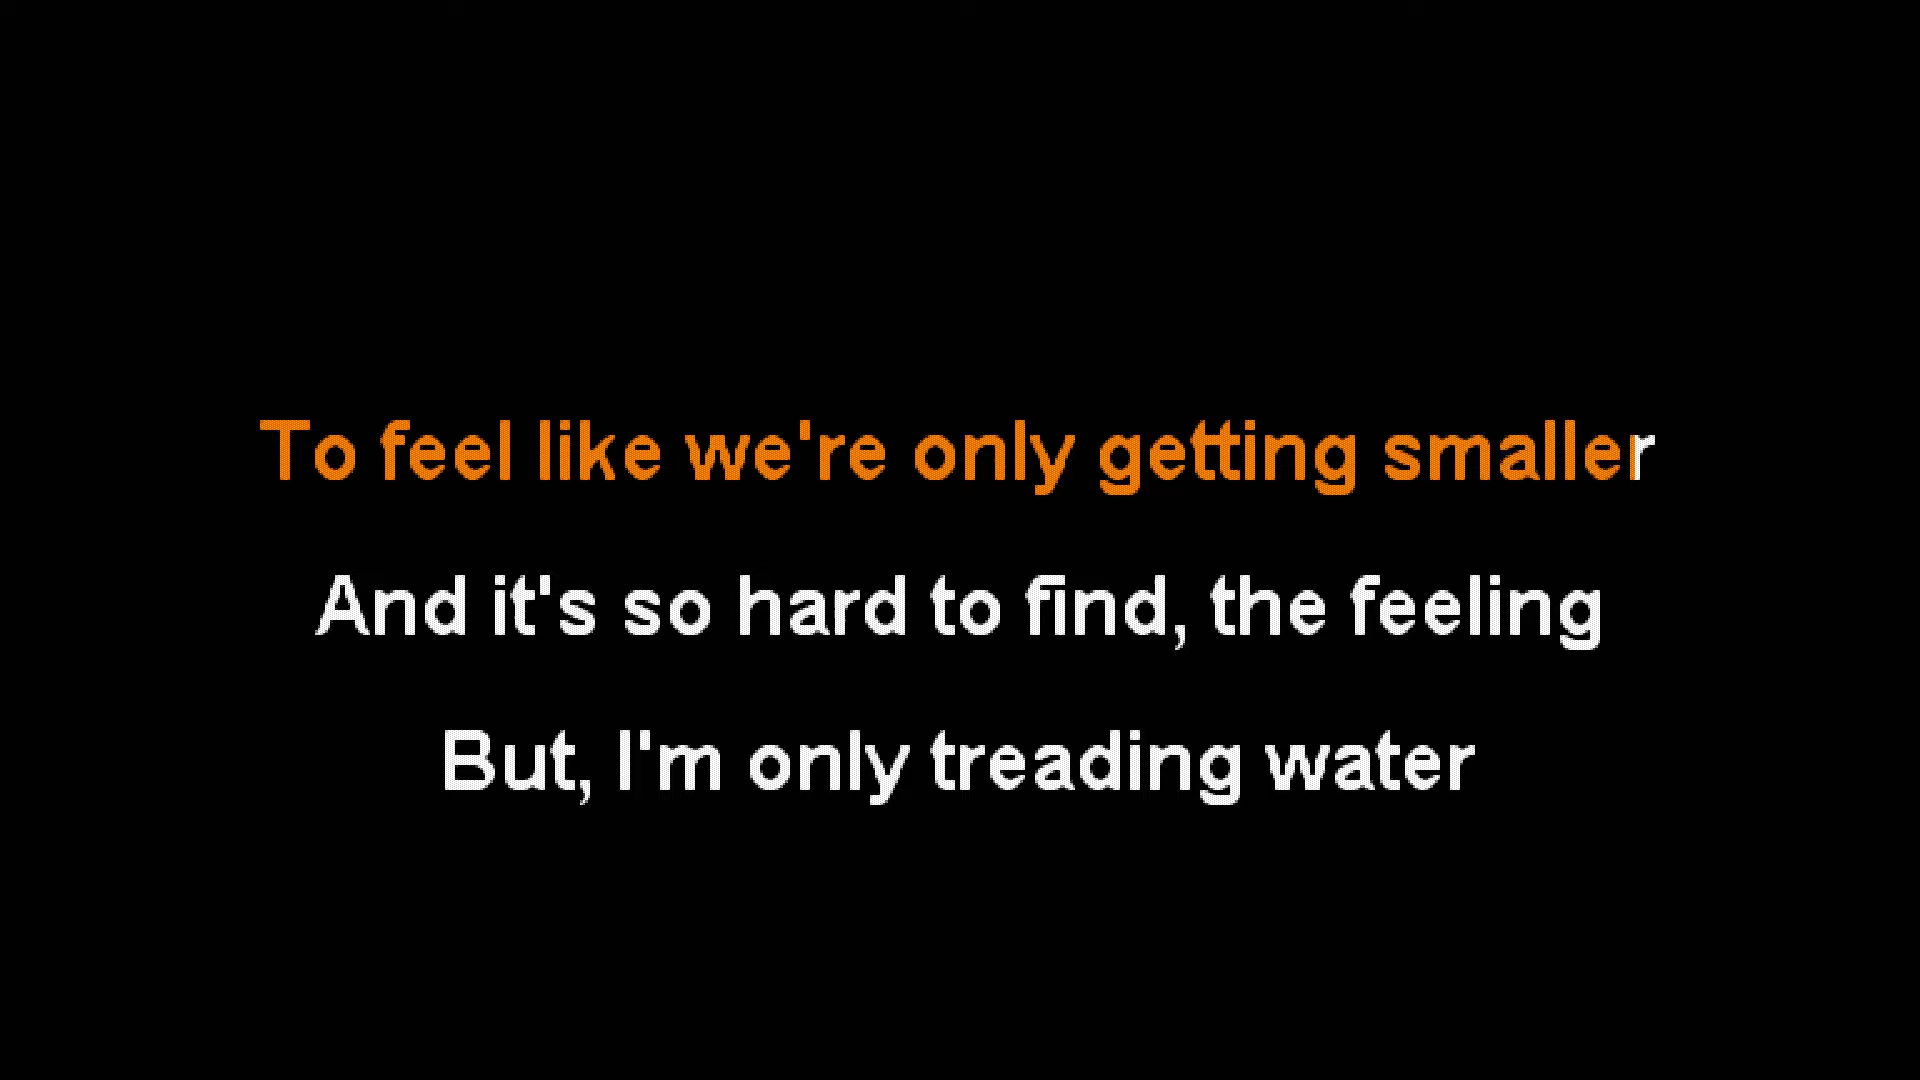 To feel like we're only getting smaller
And it's so hard to find, the feeling
But, I'm only treading water